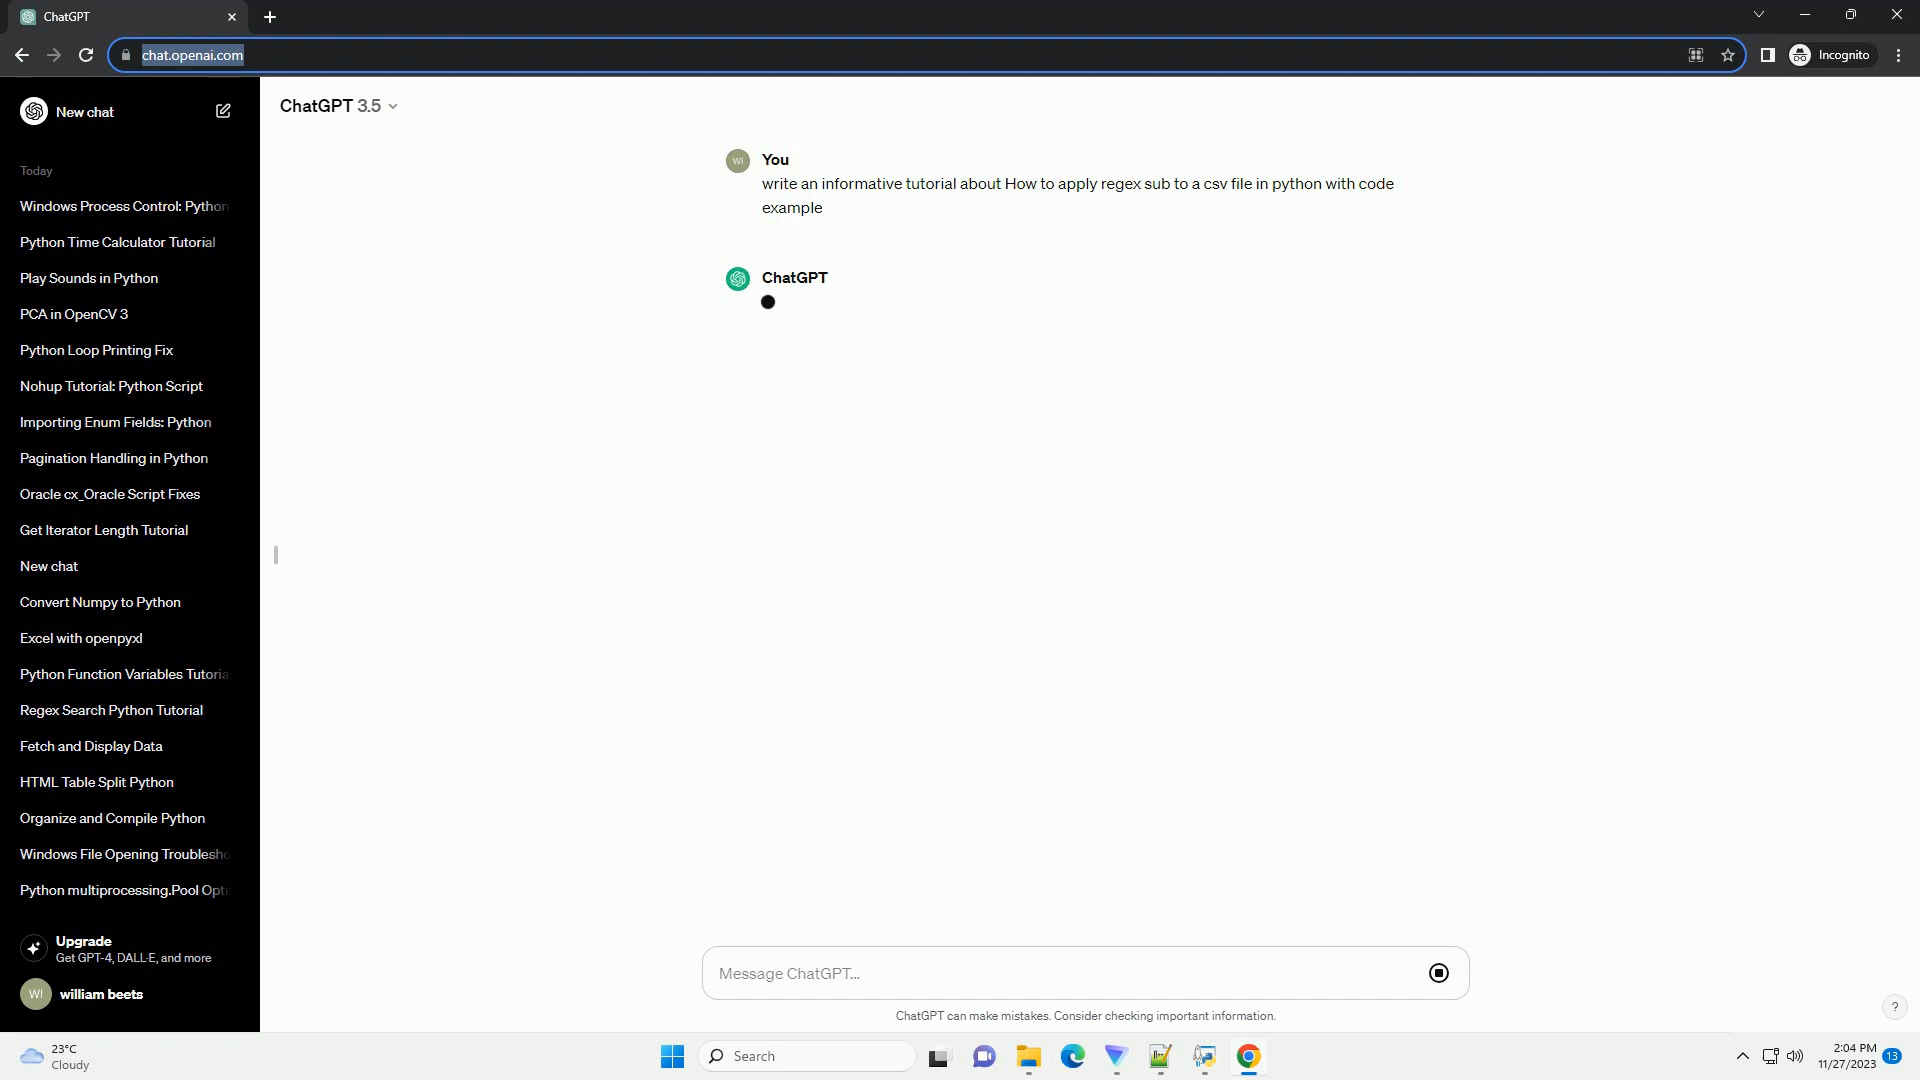 ChatGPT
chat.openai.com
Incognito
New chat
Today
Windows Process Control: Python
Python Time Calculator Tutorial
Play Sounds in Python
PCA in OpenCV 3
Python Loop Printing Fix
Nohup Tutorial: Python Script
Importing Enum Fields: Python
Pagination Handling in Python
Oracle cx_Oracle Script Fixes
Get Iterator Length Tutorial
New chat
Convert Numpy to Python
Excel with openpyxl
Python Function Variables Tutoria
Regex Search Python Tutorial
Fetch and Display Data
HTML Table Split Python
Organize and Compile Python
Windows File Opening Troublesho
Python multiprocessing.Pool Opti
Upgrade
Get GPT-4, DALL·E, and more
WI
william beets
ChatGPT 3.5
WI
You
write an informative tutorial about How to apply regex sub to a csv file in python with code
example
ChatGPT
Message ChatGPT...
ChatGPT can make mistakes. Consider checking important information.
?
23°C
Cloudy
Search
2:04 PM
11/27/2023
13